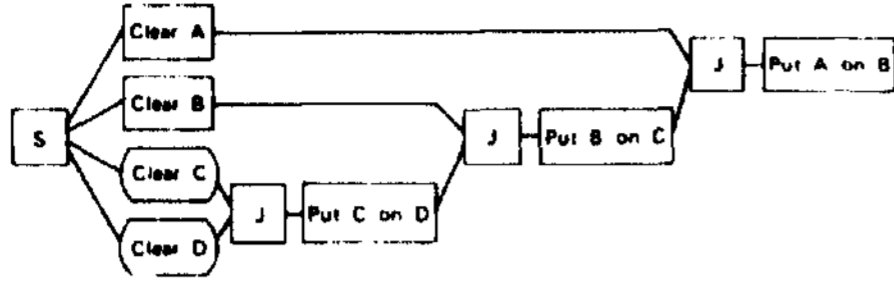 Clear A
J
Put A on B
Clear B
S
J
Put B on C
Clear C
J
Put C on D
Clear D